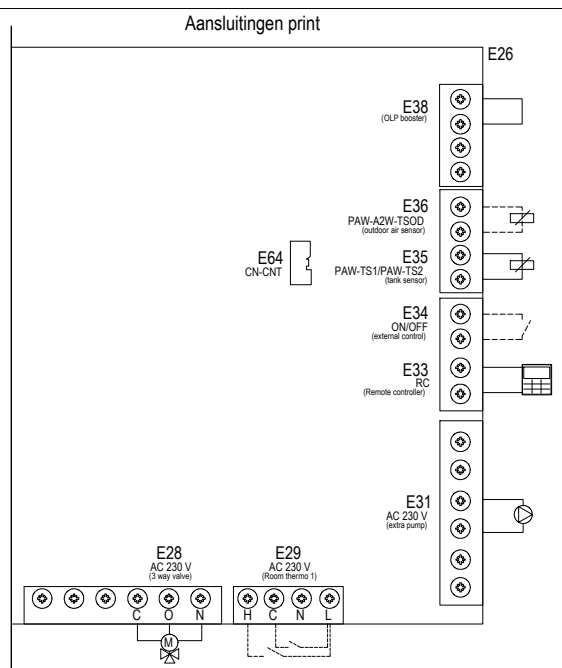 Aansluitingen print
E26
E38
(OLP booster)
E36
PAW-A2W-TSOD
(outdoor air sensor)
E64
CN-CNT
E35
PAW-TS1/PAW-TS2
(tank sensor)
E34
ON/OFF
(external control)
E33
RC
(Remote controller)
E31
AC 230 V
(extra pump)
E28
AC 230 V
(3 way valve)
E29
AC 230 V
(Room thermo 1)
C O N
H C N L
M